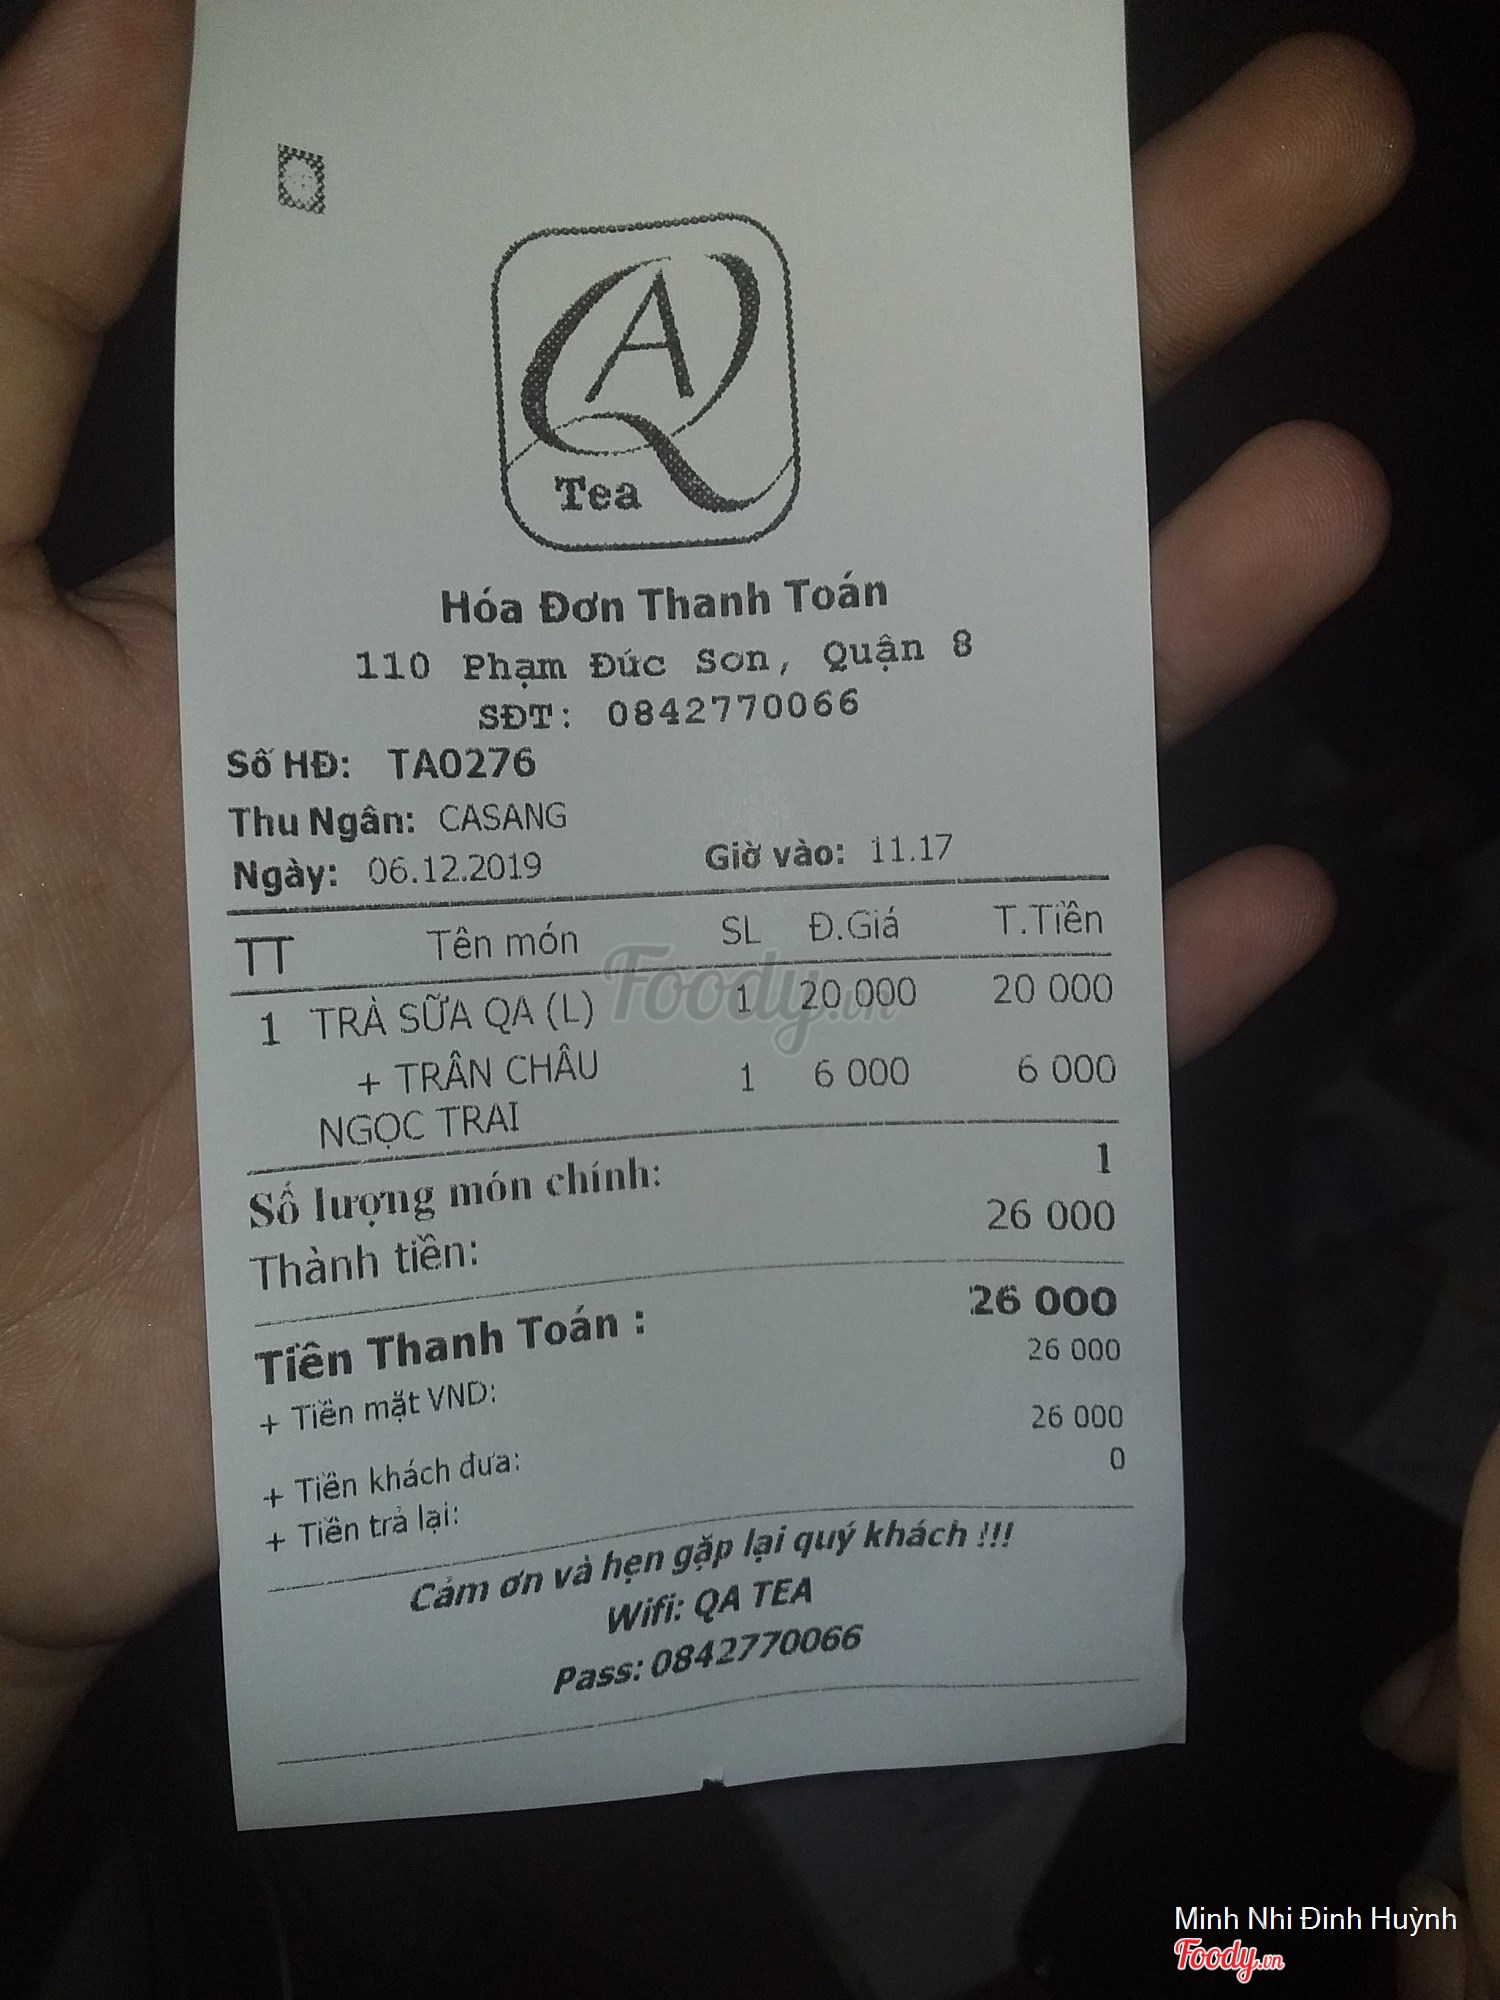 QA
Tea
Hóa Đơn Thanh Toán
110 Phạm Đức Sơn, Quận 8
SĐT: 0842770066
Số HĐ: TA0276
Thu Ngân: CASANG
Ngày: 06.12.2019 Giờ vào: 11.17
TT Tên món SL Đ.Giá T.Tiền
1 TRÀ SỮA QA (L) 1 20 000 20 000
+ TRÂN CHÂU 1 6 000 6 000
NGỌC TRAI
Số lượng món chính: 1
Thành tiền: 26 000
Tiền Thanh Toán : 26 000
+ Tiền mặt VND: 26 000
+ Tiền khách đưa: 26 000
+ Tiền trả lại: 0
Cảm ơn và hẹn gặp lại quý khách !!!
Wifi: QA TEA
Pass: 0842770066
Foody.vn
Minh Nhi Đinh Huỳnh
Foody.vn